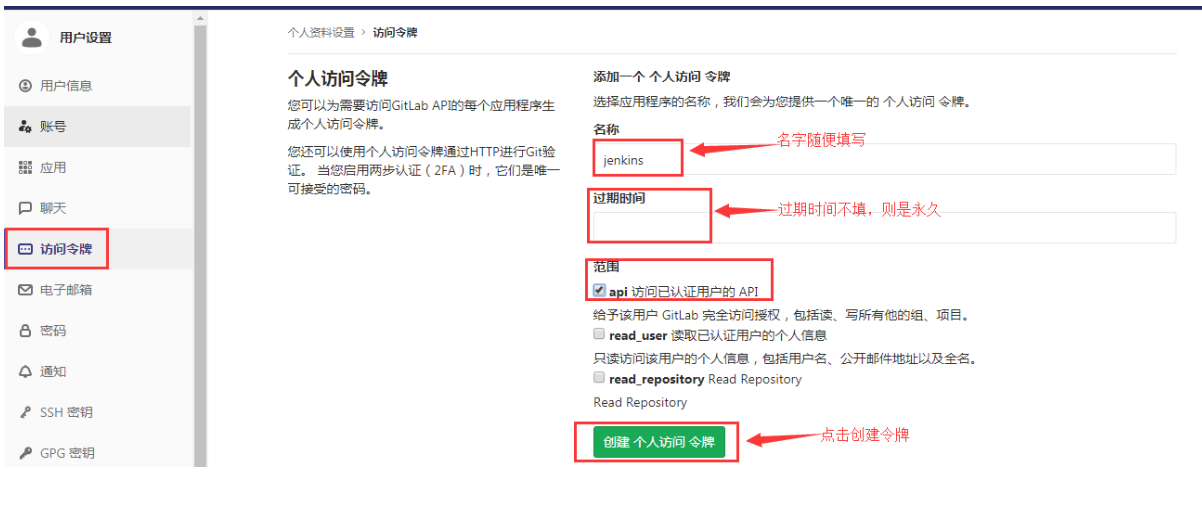 用户设置
用户信息
账号
应用
聊天
访问令牌
电子邮箱
密码
通知
SSH 密钥
GPG 密钥
个人资料设置 › 访问令牌
个人访问令牌
您可以为需要访问GitLab API的每个应用程序生
成个人访问令牌。
您还可以使用个人访问令牌通过HTTP进行Git验
证。 当您启用两步认证（2FA）时，它们是唯一
可接受的密码。
添加一个 个人访问 令牌
选择应用程序的名称，我们会为您提供一个唯一的 个人访问 令牌。
名称
名字随便填写
jenkins
过期时间
过期时间不填，则是永久
范围
api 访问已认证用户的 API
给予该用户 GitLab 完全访问授权，包括读、写所有他的组、项目。
read_user 读取已认证用户的个人信息
只读访问该用户的个人信息，包括用户名、公开邮件地址以及全名。
read_repository Read Repository
Read Repository
创建 个人访问 令牌
点击创建令牌